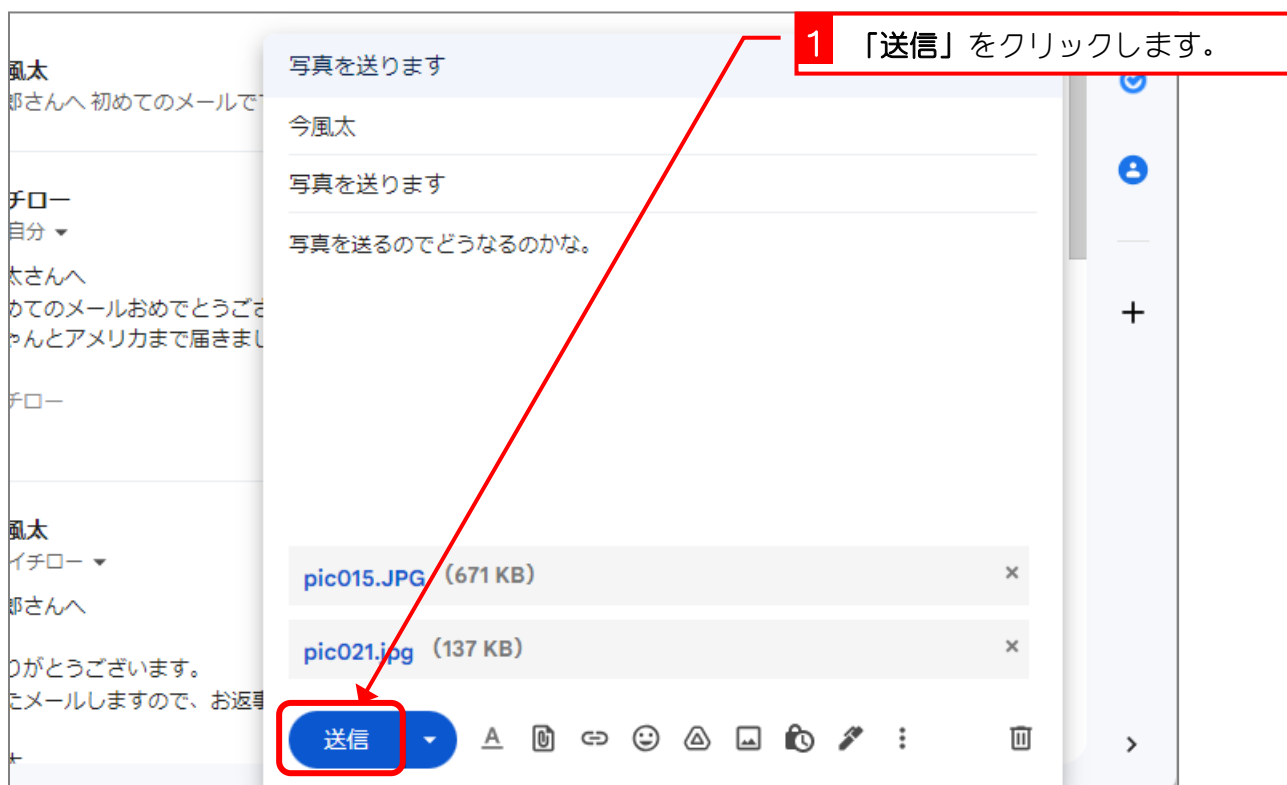 1 「送信」をクリックします。
風太
郎さんへ 初めてのメールで
チロー
自分
太さんへ
めてのメールおめでとうござ
ゃんとアメリカまで届きまし
チロー
風太
イチロー
郎さんへ
りがとうございます。
たメールしますので、お返事
写真を送ります
今風太
写真を送ります
写真を送るのでどうなるのかな。
pic015.JPG (671 KB)
pic021.jpg (137 KB)
送信